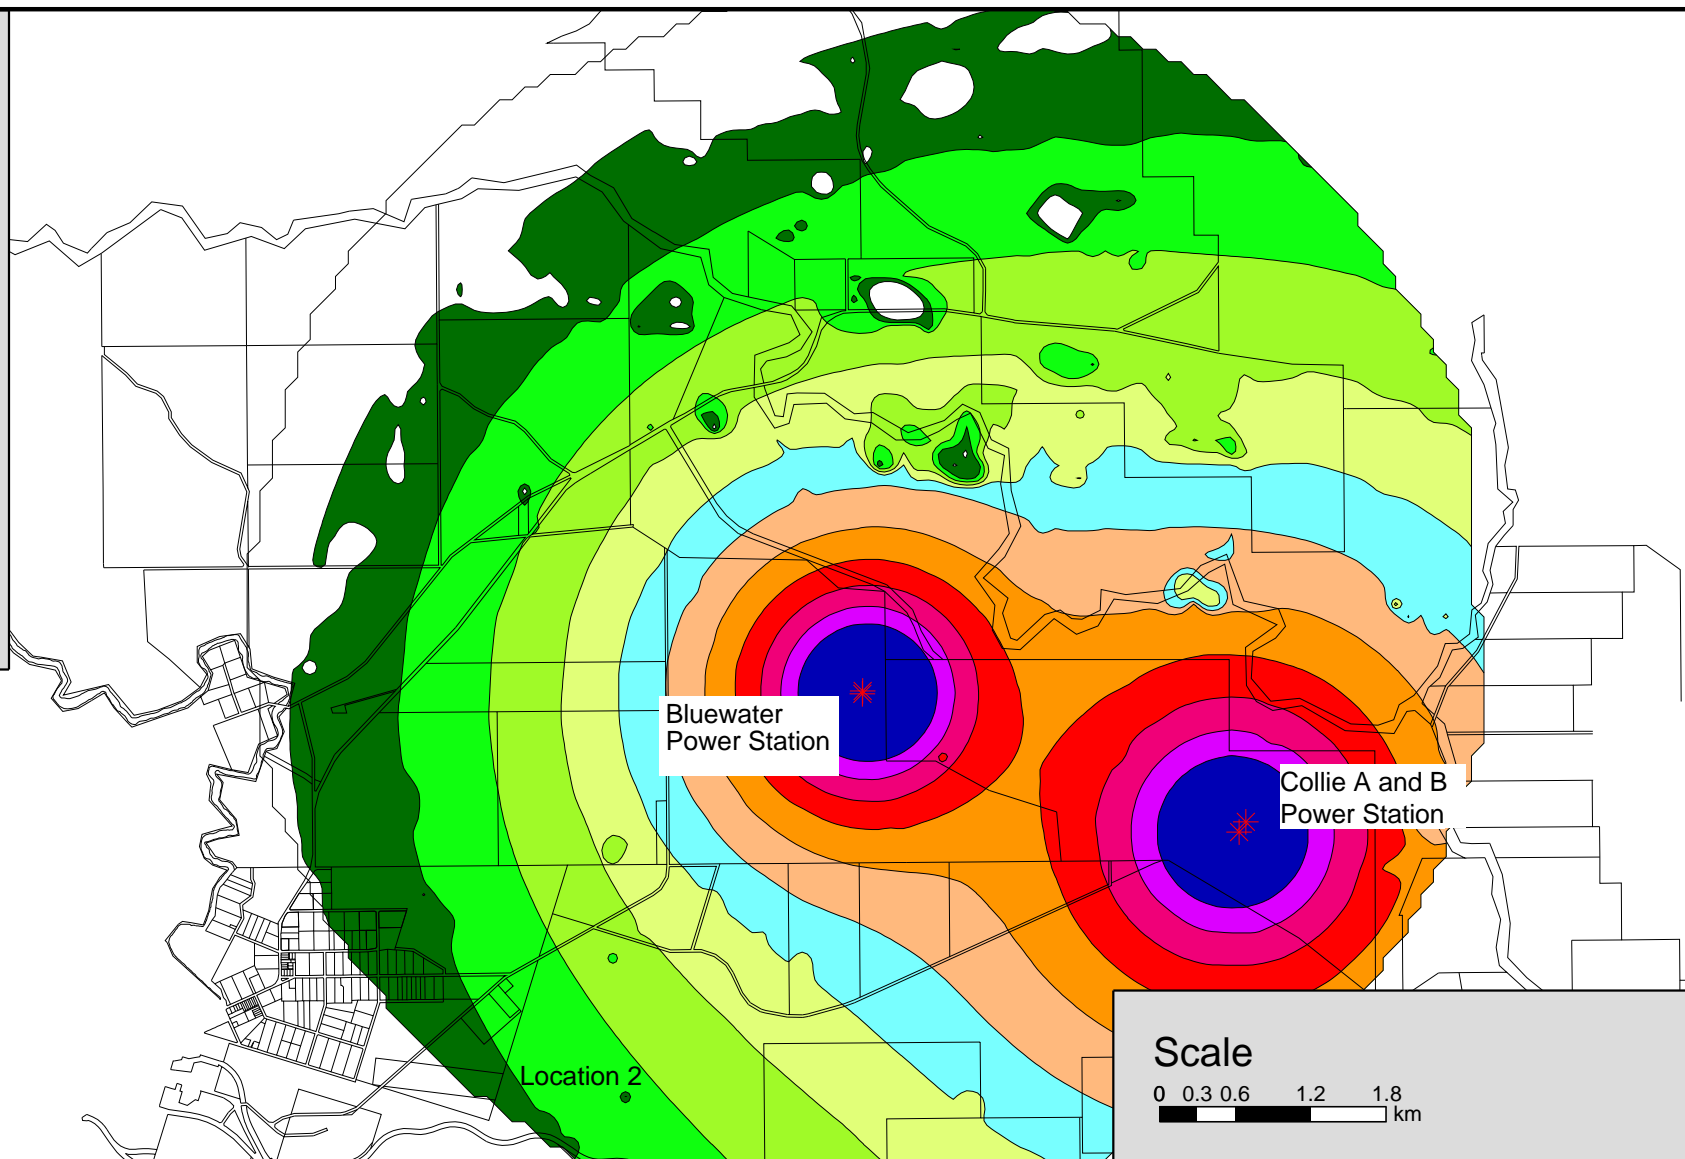 Bluewater
Power Station
Collie A and B
Power Station
Location 2
Scale
0 0.3 0.6 1.2 1.8
km